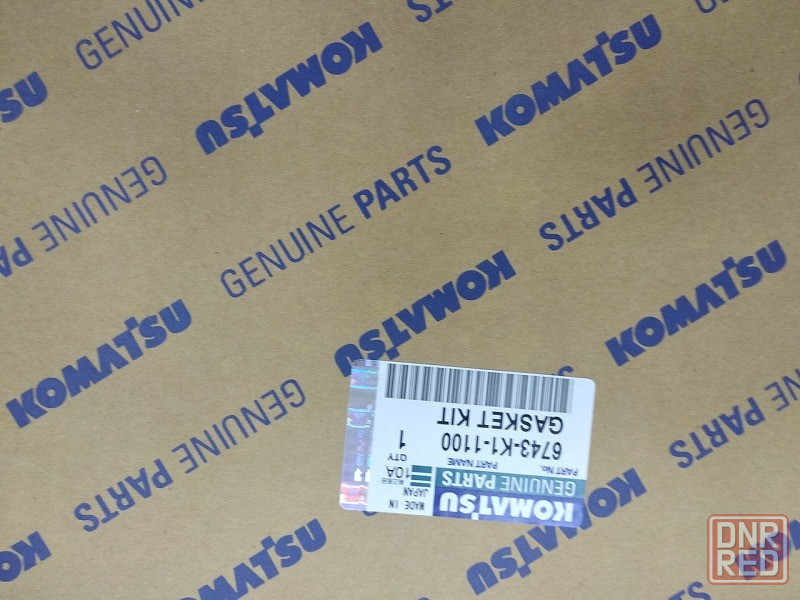 GENUINE PARTS
KOMATSU
KOMATSU
GENUINE PARTS
GENUINE PARTS
GENUINE PARTS
KOMATSU
KOMATSU
KOMATSU
GENUINE PARTS
GENUINE PARTS
KOMATSU
KOMATSU
KOMATSU
GENUINE PARTS
MADE IN
JAPAN
PART No.
6743-K1-1100
PART NAME
GASKET KIT
QTY
1
10A
DNR
RED